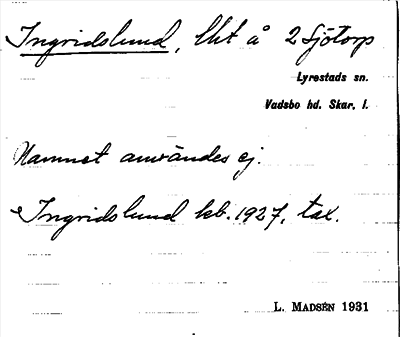 Ingridslund, lht å 2 Sjötorp
Lyrestads sn.
Vadsbo hd. Skar. l.
Namnet användes ej.
Ingridslund kb. 1927, tax.
L. MADSÉN 1931